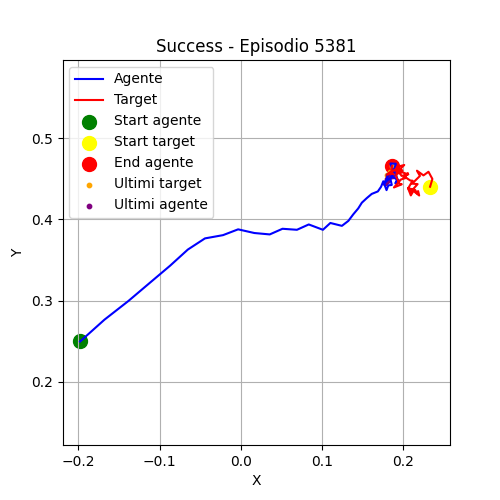 Success - Episodio 5381
Agente
Target
Start agente
Start target
End agente
Ultimi target
Ultimi agente
Y
0.5
0.4
0.3
0.2
−0.2
−0.1
0.0
0.1
0.2
X